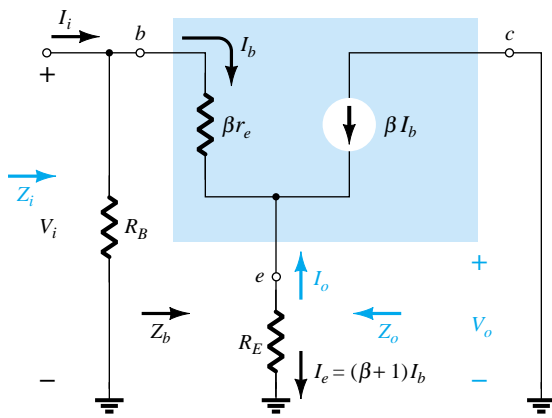 I_i
b
I_b
c
+
βr_e
βI_b
Z_i
V_i
R_B
e
I_o
+
Z_b
Z_o
V_o
R_E
−
I_e = (β + 1)I_b
−